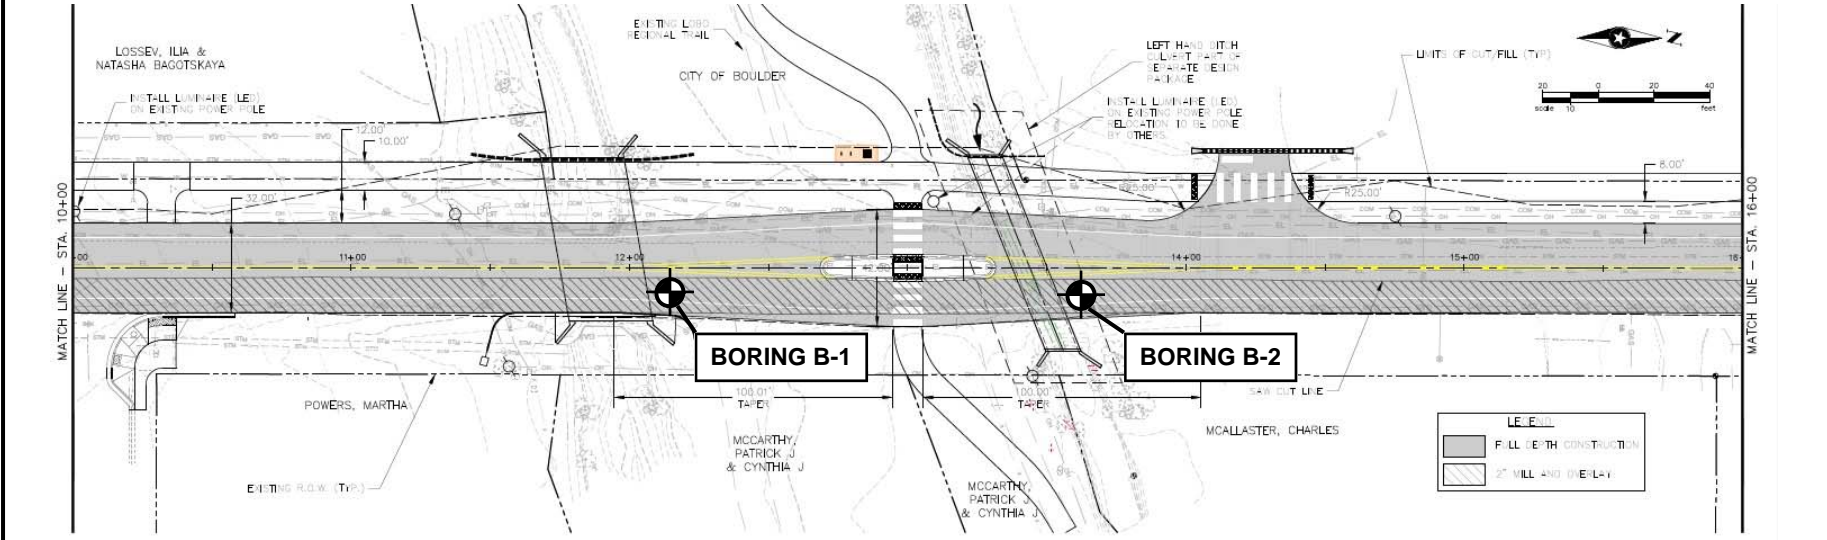 LOSSEV, ILIA &
NATASHA BAGOTSKAYA
INSTALL LUMINAIRE (LED)
ON EXISTING POWER POLE
EXISTING LOBO
REGIONAL TRAIL
CITY OF BOULDER
LEFT HAND DITCH
CULVERT PART OF
SEPARATE DESIGN
PACKAGE
INSTALL LUMINAIRE (LED)
ON EXISTING POWER POLE
RELOCATION TO BE DONE
BY OTHERS.
LIMITS OF CUT/FILL (TYP)
N
20 0 20 40
scale 10 feet
12.00'
10.00'
32.00'
8.00'
R25.00'
R25.00'
MATCH LINE – STA. 10+00
MATCH LINE – STA. 16+00
11+00
12+00
14+00
15+00
BORING B-1
BORING B-2
100.01'
TAPER
100.00'
TAPER
SAW CUT LINE
POWERS, MARTHA
MCCARTHY,
PATRICK J
& CYNTHIA J
MCCARTHY,
PATRICK J
& CYNTHIA J
MCALLASTER, CHARLES
EXISTING R.O.W. (TYP.)
LEGEND
FULL DEPTH CONSTRUCTION
2" MILL AND OVERLAY